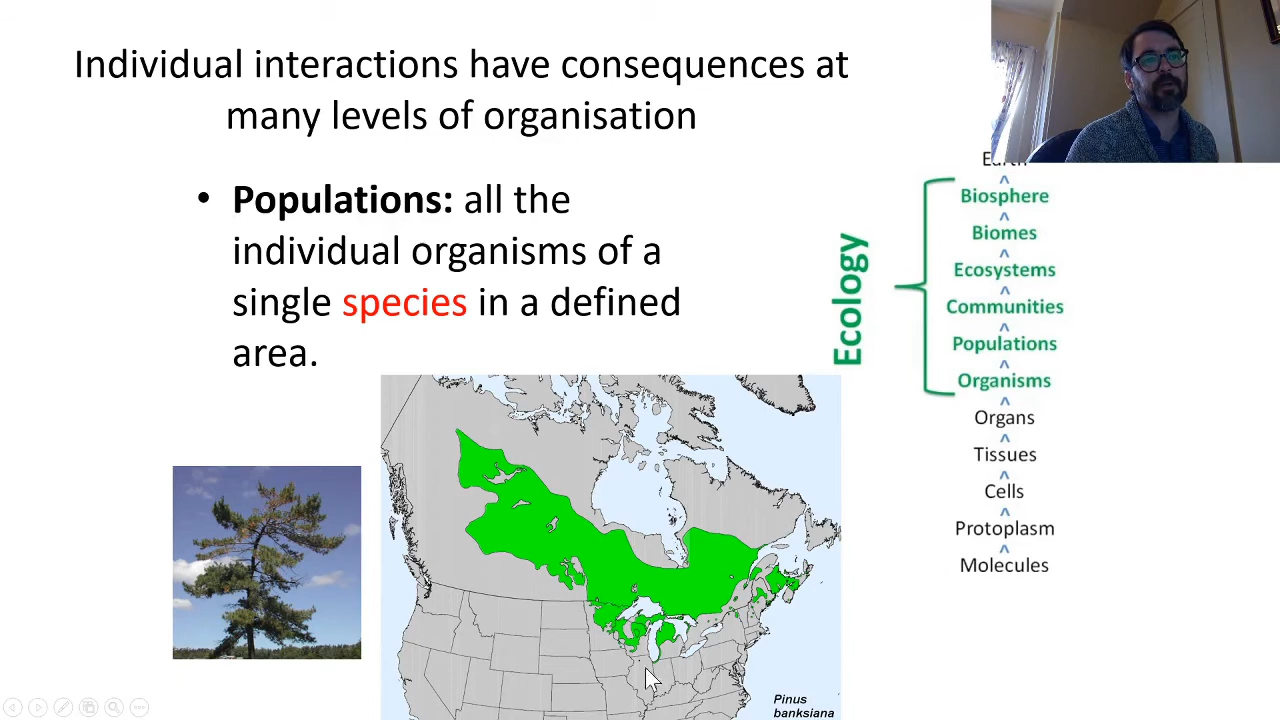 Individual interactions have consequences at
many levels of organisation
• Populations: all the
individual organisms of a
single species in a defined
area.
Ecology
Earth
^
Biosphere
^
Biomes
^
Ecosystems
^
Communities
^
Populations
^
Organisms
^
Organs
^
Tissues
^
Cells
^
Protoplasm
^
Molecules
Pinus
banksiana